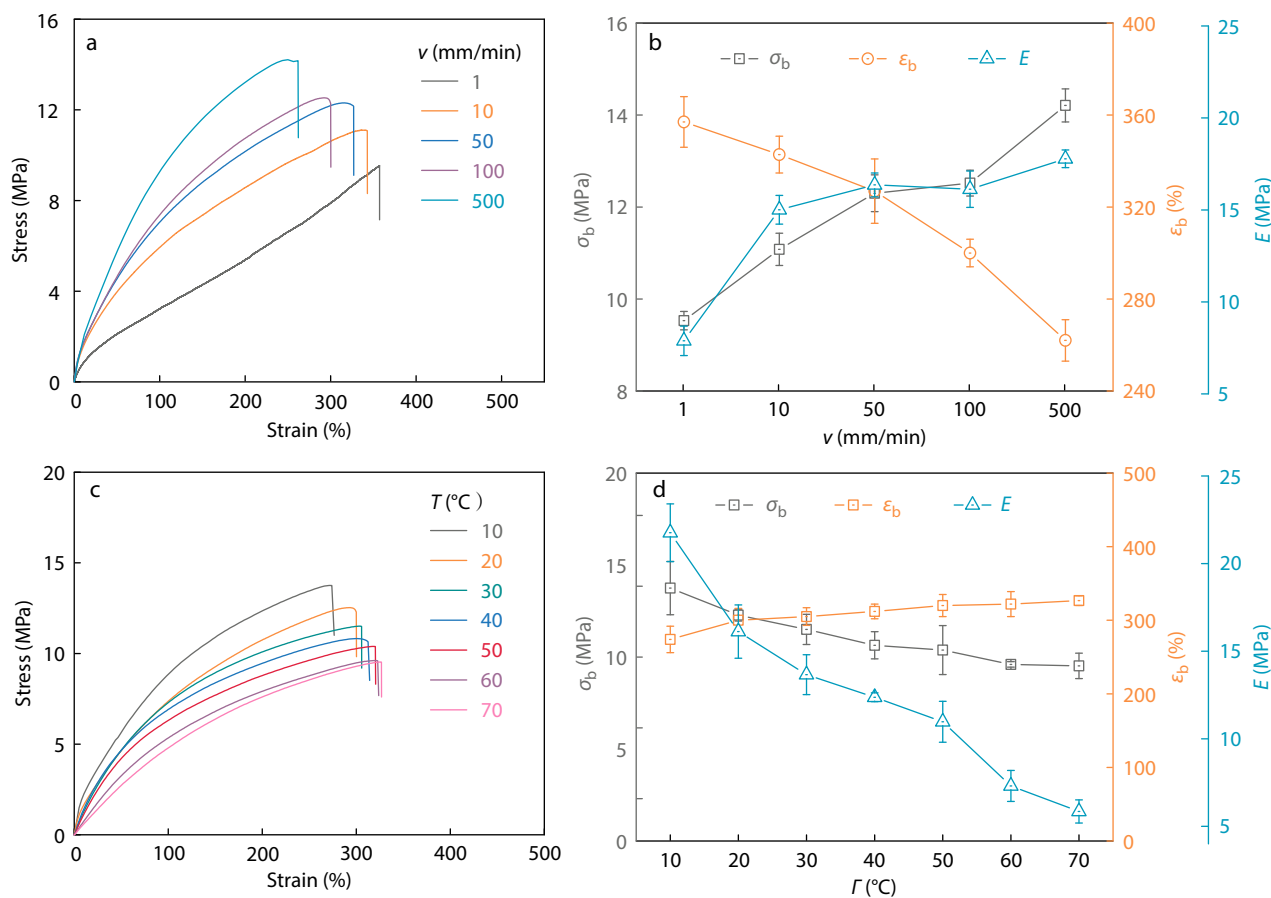 a
v (mm/min)
1
10
50
100
500
16
12
8
4
0
Stress (MPa)
0 100 200 300 400 500
Strain (%)
b
σb εb E
16
14
12
10
8
σb (MPa)
400
360
320
280
240
εb (%)
25
20
15
10
5
E (MPa)
1 10 50 100 500
v (mm/min)
c
T (°C)
10
20
30
40
50
60
70
20
15
10
5
0
Stress (MPa)
0 100 200 300 400 500
Strain (%)
d
σb εb E
20
15
10
5
0
σb (MPa)
500
400
300
200
100
0
εb (%)
25
20
15
10
5
E (MPa)
10 20 30 40 50 60 70
Γ (°C)